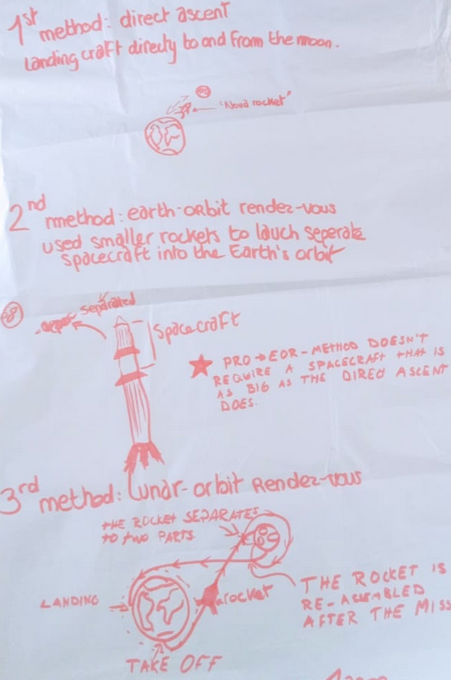 1st method: direct ascent
Landing craft directly to and from the moon.
"Nova rocket"
2nd method: earth-orbit rendez-vous
used smaller rockets to lauch seperate
spacecraft into the Earth's orbit
separated
Spacecraft
PRO → EOR-METHOD DOESN'T
REQUIRE A SPACECRAFT THAT IS
AS BIG AS THE DIREC ASCENT
DOES.
3rd method: Lunar-orbit Rendez-vous
THE ROCKET SEPARATES
TO TWO PARTS
LANDING
rocket
THE ROCKET IS
RE-ASSEMBLED
AFTER THE MISS
TAKE OFF